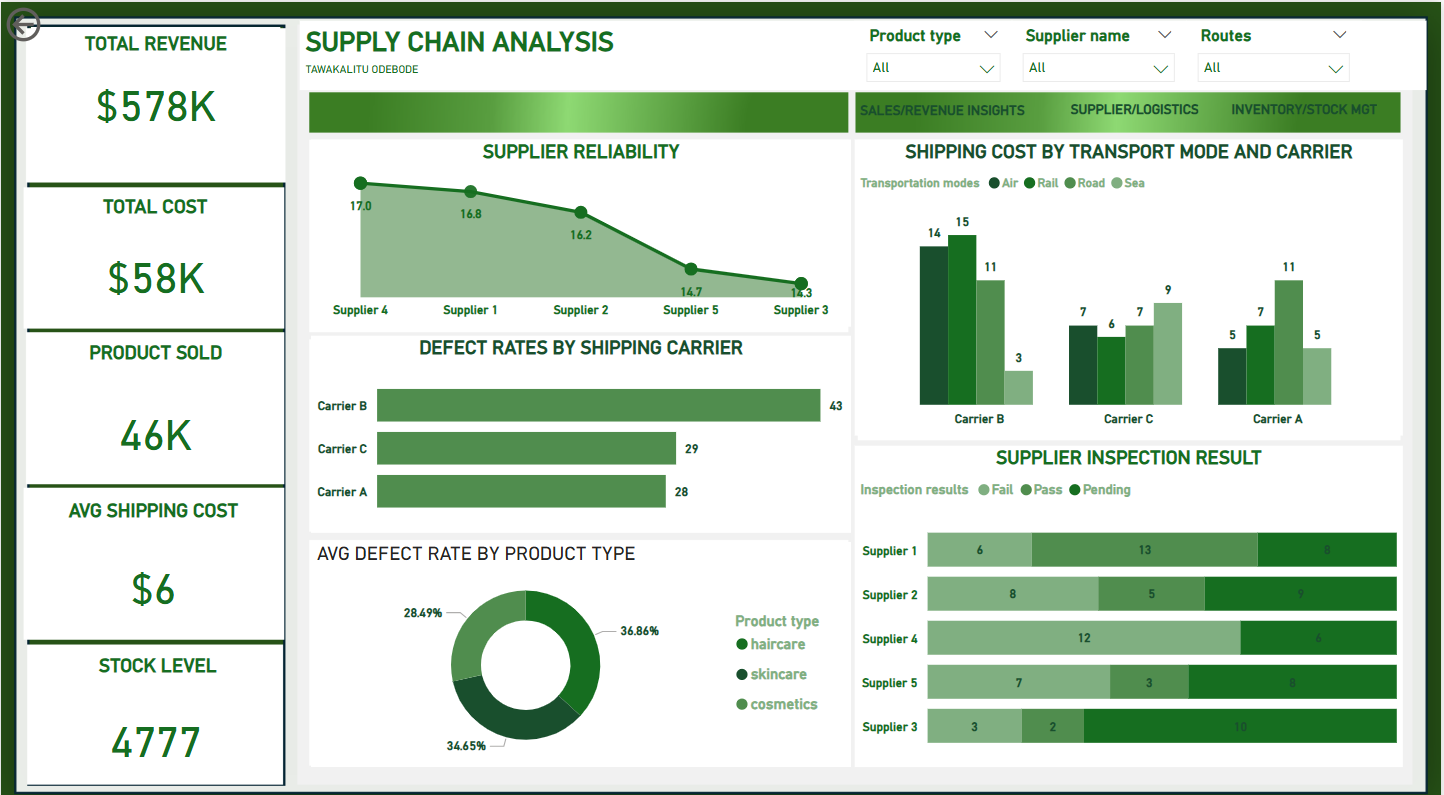 TOTAL REVENUE
$578K
TOTAL COST
$58K
PRODUCT SOLD
46K
AVG SHIPPING COST
$6
STOCK LEVEL
4777
SUPPLY CHAIN ANALYSIS
TAWAKALITU ODEBODE
Product type
All
Supplier name
All
Routes
All
SALES/REVENUE INSIGHTS
SUPPLIER/LOGISTICS
INVENTORY/STOCK MGT
SUPPLIER RELIABILITY
17.0
16.8
16.2
14.7
14.3
Supplier 4
Supplier 1
Supplier 2
Supplier 5
Supplier 3
DEFECT RATES BY SHIPPING CARRIER
Carrier B 43
Carrier C 29
Carrier A 28
AVG DEFECT RATE BY PRODUCT TYPE
28.49%
36.86%
34.65%
Product type
haircare
skincare
cosmetics
SHIPPING COST BY TRANSPORT MODE AND CARRIER
Transportation modes Air Rail Road Sea
14 15 11 3
7 6 7 9
5 7 11 5
Carrier B
Carrier C
Carrier A
SUPPLIER INSPECTION RESULT
Inspection results Fail Pass Pending
Supplier 1 6 13 8
Supplier 2 8 5 9
Supplier 4 12 6
Supplier 5 7 3 8
Supplier 3 3 2 10